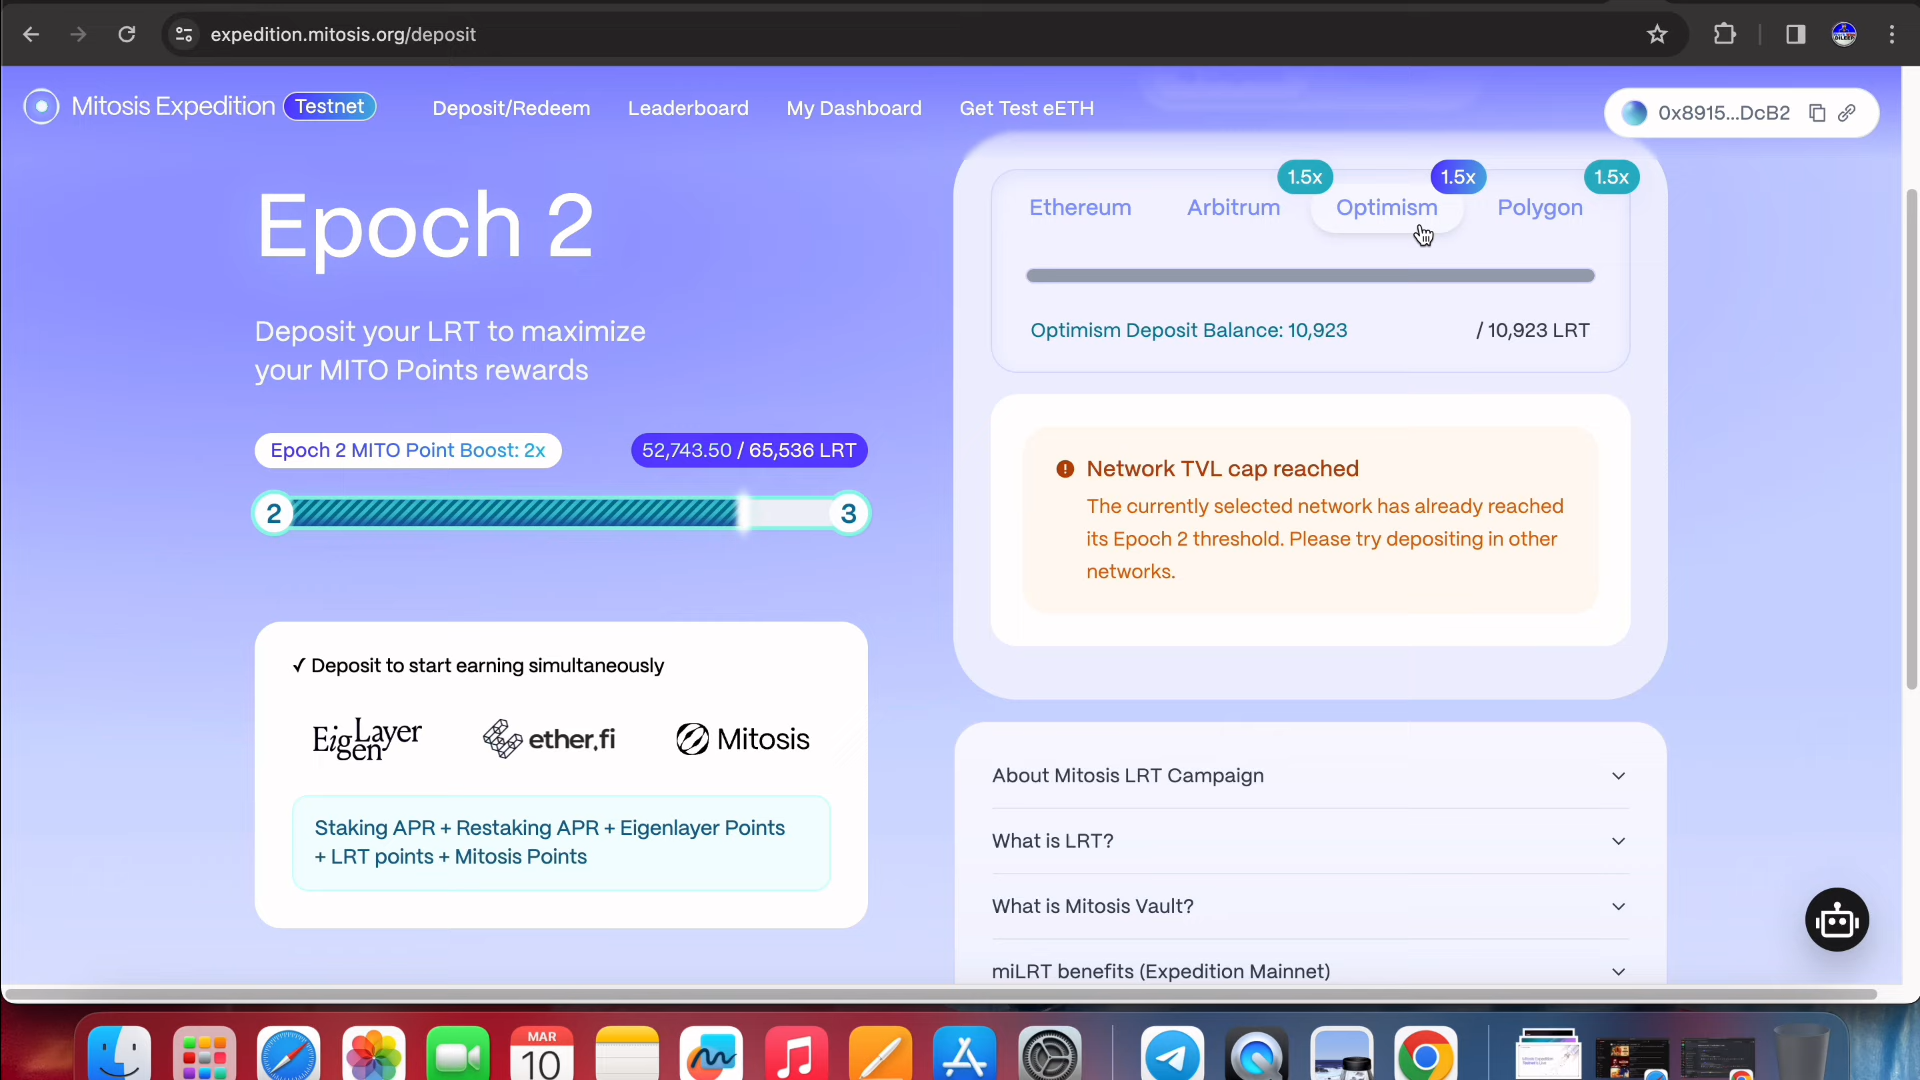 expedition.mitosis.org/deposit
Mitosis Expedition Testnet Deposit/Redeem Leaderboard My Dashboard Get Test eETH 0x8915...DcB2
Epoch 2
Deposit your LRT to maximize
your MITO Points rewards
Epoch 2 MITO Point Boost: 2x 52,743.50 / 65,536 LRT
2 3
✓ Deposit to start earning simultaneously
EigenLayer ether.fi Mitosis
Staking APR + Restaking APR + Eigenlayer Points
+ LRT points + Mitosis Points
1.5x 1.5x 1.5x
Ethereum Arbitrum Optimism Polygon
Optimism Deposit Balance: 10,923 / 10,923 LRT
Network TVL cap reached
The currently selected network has already reached
its Epoch 2 threshold. Please try depositing in other
networks.
About Mitosis LRT Campaign
What is LRT?
What is Mitosis Vault?
miLRT benefits (Expedition Mainnet)
MAR
10